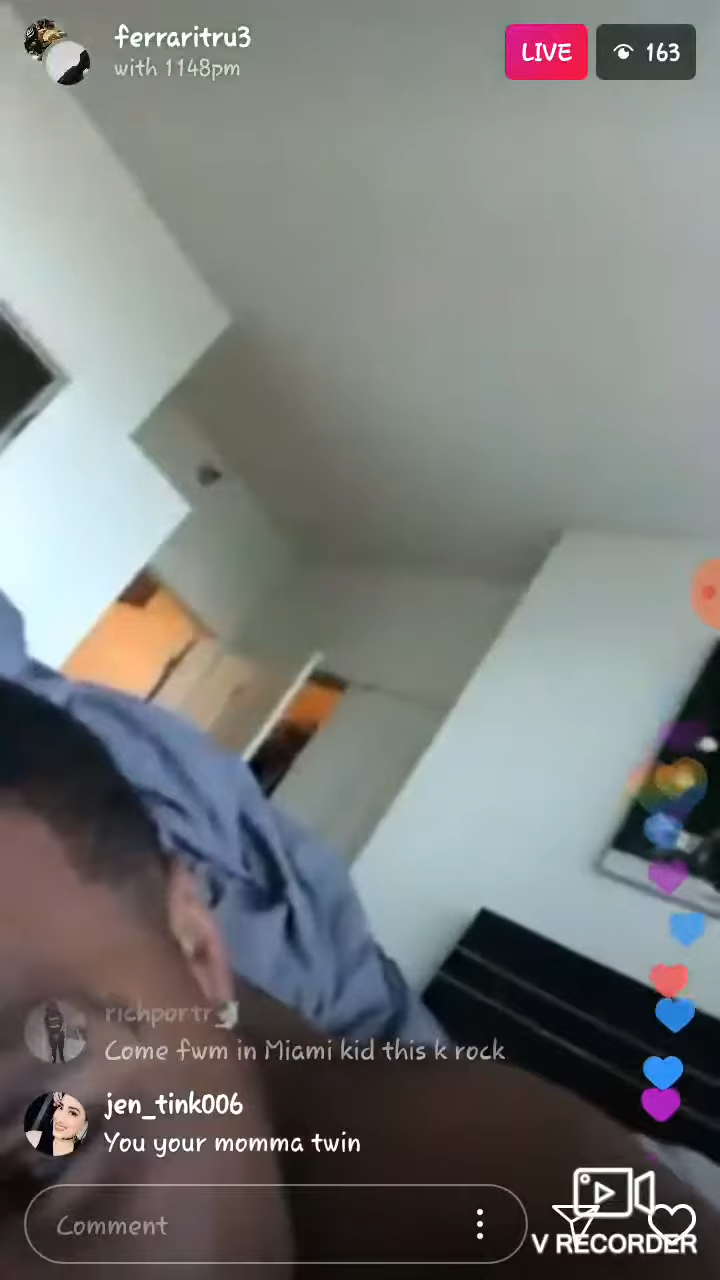 ferraritru3
with 1148pm
LIVE
163
richportr
Come fwm in Miami kid this k rock
jen_tink006
You your momma twin
Comment
V RECORDER